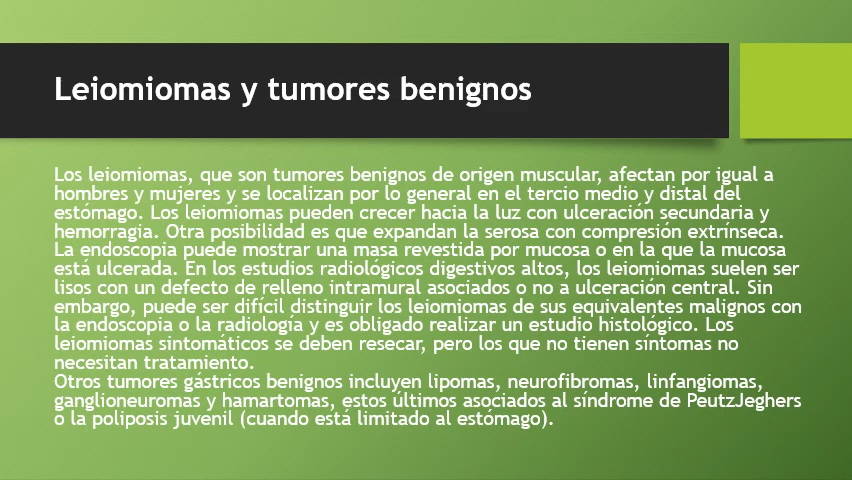 Leiomiomas y tumores benignos
Los leiomiomas, que son tumores benignos de origen muscular, afectan por igual a
hombres y mujeres y se localizan por lo general en el tercio medio y distal del
estómago. Los leiomiomas pueden crecer hacia la luz con ulceración secundaria y
hemorragia. Otra posibilidad es que expandan la serosa con compresión extrínseca.
La endoscopia puede mostrar una masa revestida por mucosa o en la que la mucosa
está ulcerada. En los estudios radiológicos digestivos altos, los leiomiomas suelen ser
lisos con un defecto de relleno intramural asociados o no a ulceración central. Sin
embargo, puede ser difícil distinguir los leiomiomas de sus equivalentes malignos con
la endoscopia o la radiología y es obligado realizar un estudio histológico. Los
leiomiomas sintomáticos se deben resecar, pero los que no tienen síntomas no
necesitan tratamiento.
Otros tumores gástricos benignos incluyen lipomas, neurofibromas, linfangiomas,
ganglioneuromas y hamartomas, estos últimos asociados al síndrome de PeutzJeghers
o la poliposis juvenil (cuando está limitado al estómago).